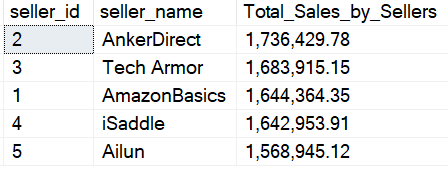 seller_id seller_name Total_Sales_by_Sellers
2 AnkerDirect 1,736,429.78
3 Tech Armor 1,683,915.15
1 AmazonBasics 1,644,364.35
4 iSaddle 1,642,953.91
5 Ailun 1,568,945.12